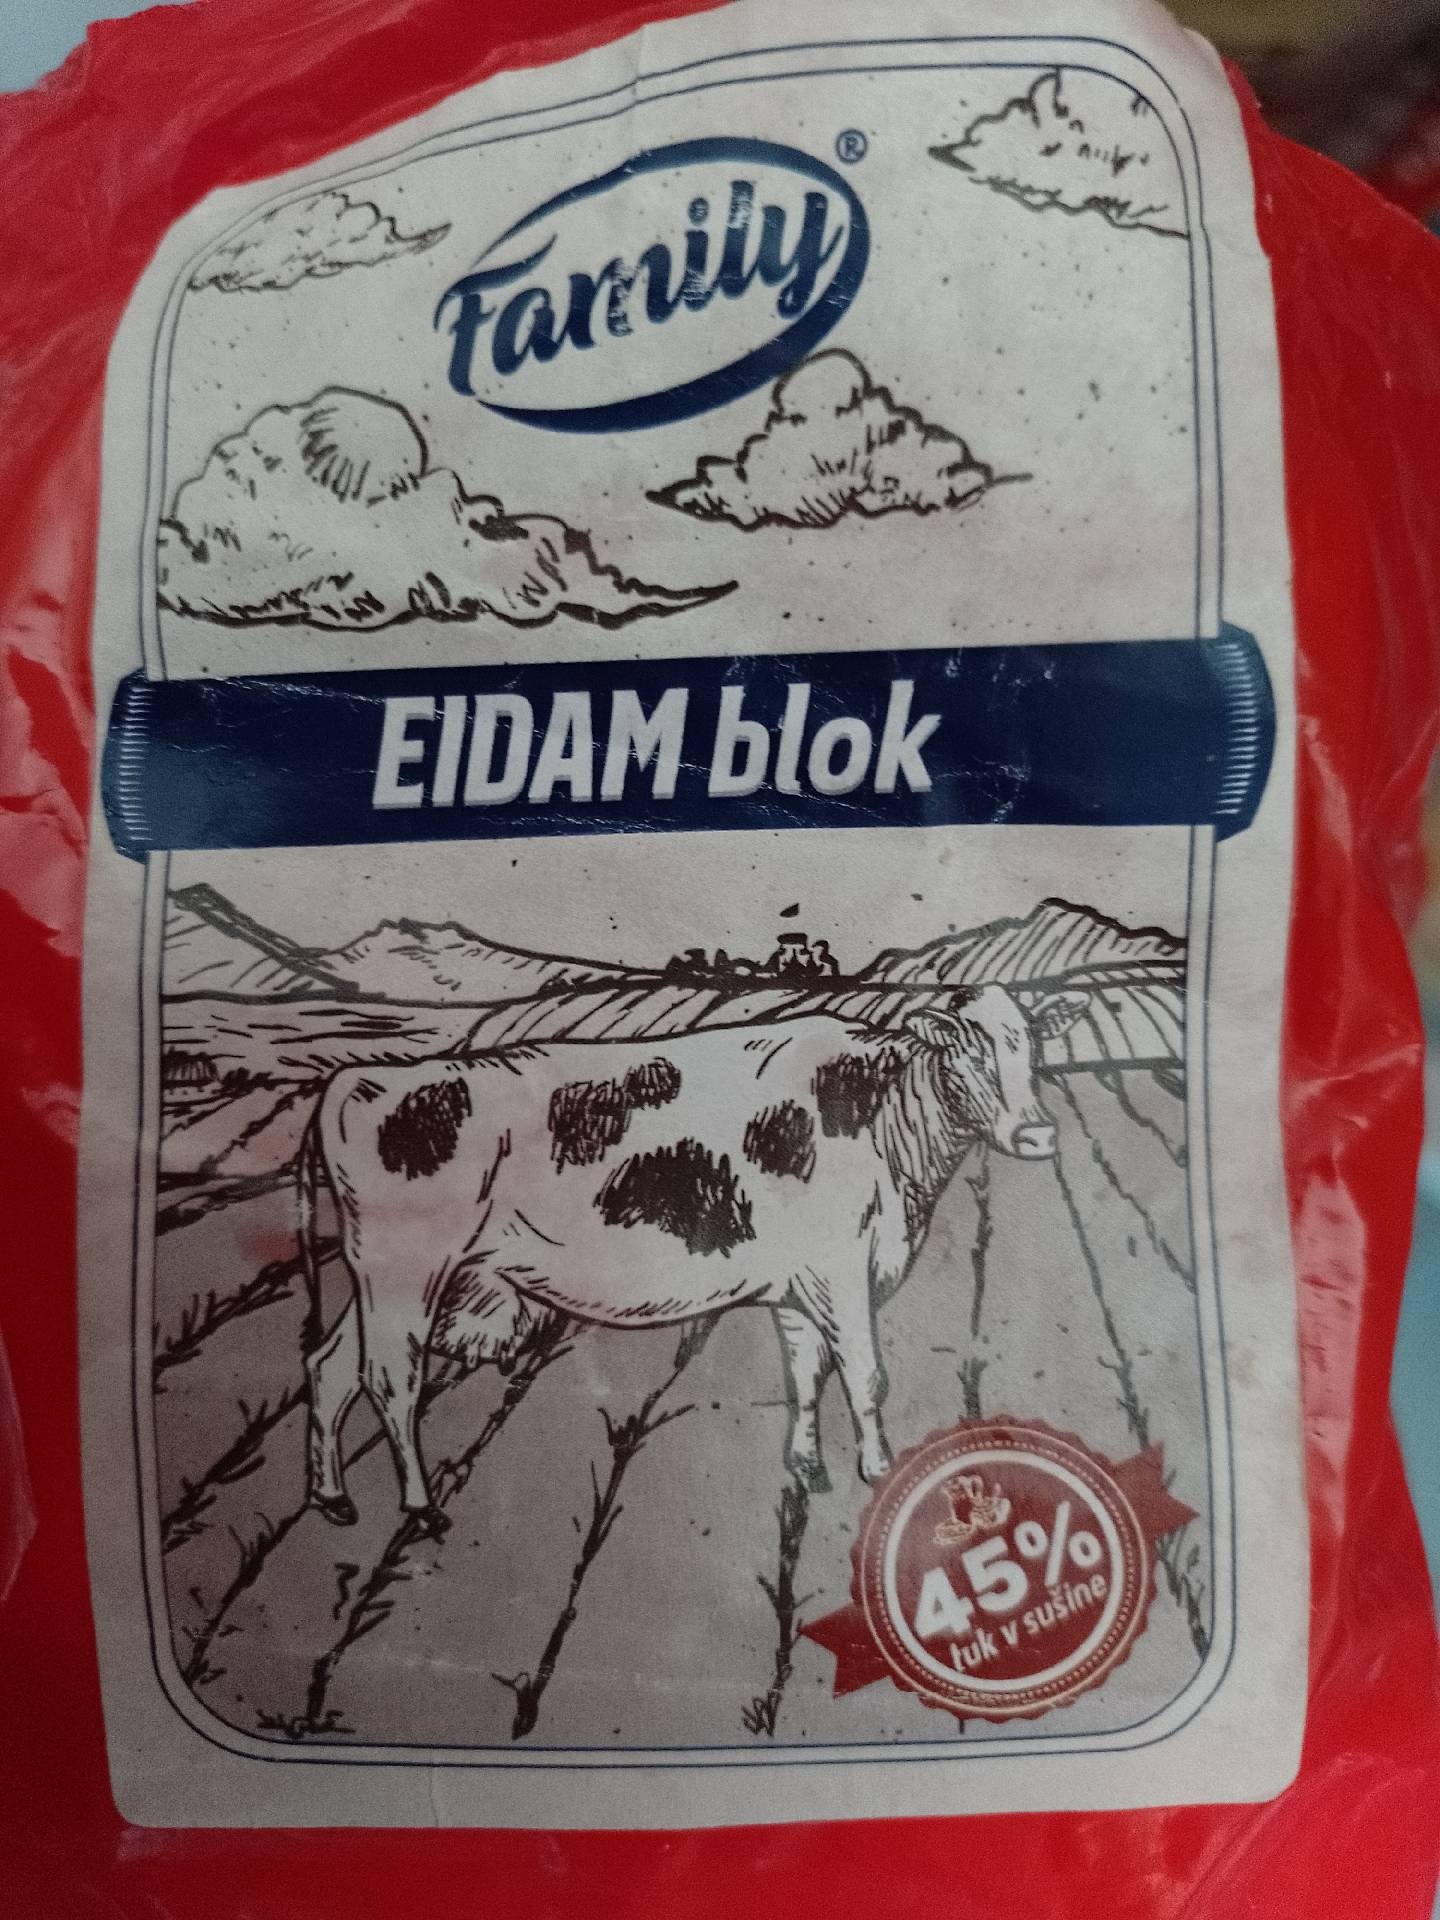 Family®
EIDAM blok
45%
tuk v sušine